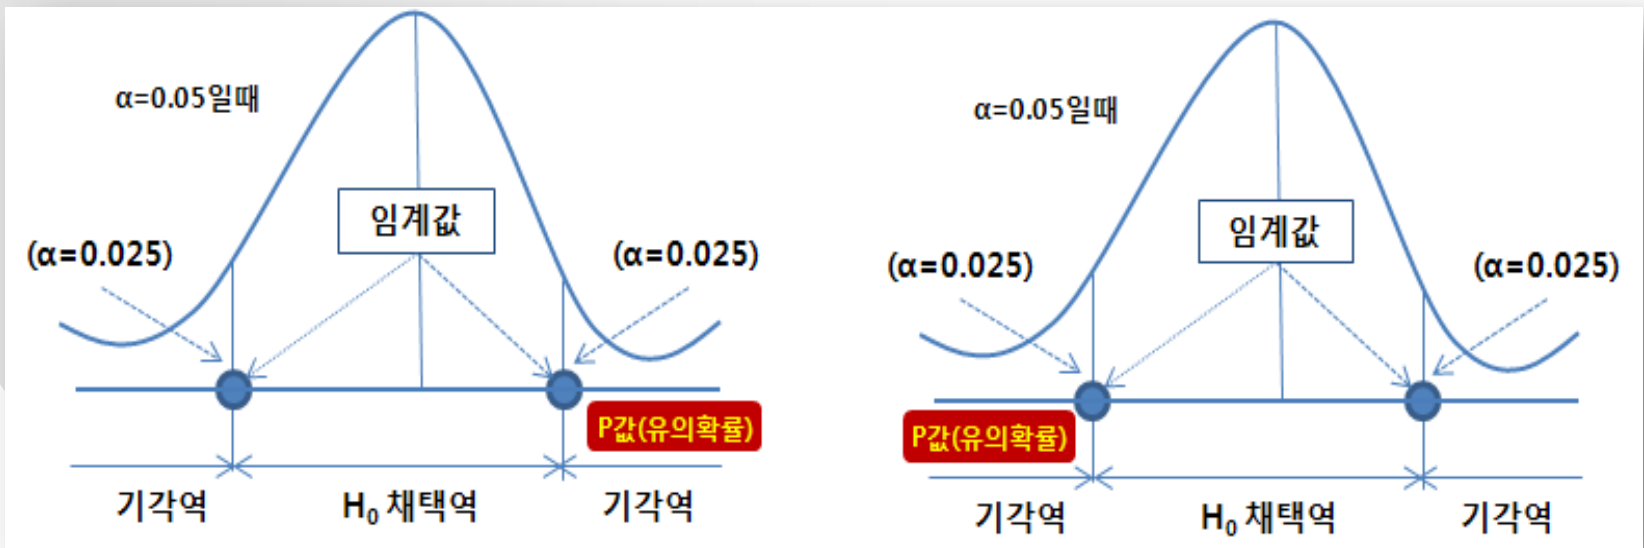 α=0.05일때
임계값
(α=0.025)
(α=0.025)
P값(유의확률)
기각역
H₀ 채택역
기각역
α=0.05일때
임계값
(α=0.025)
(α=0.025)
P값(유의확률)
기각역
H₀ 채택역
기각역